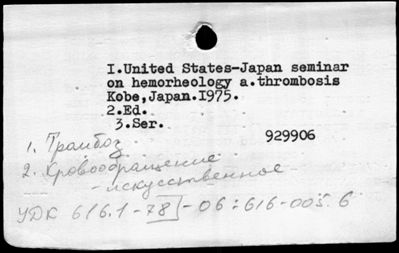 I.United States-Japan seminar
on hemorheology a.thrombosis
Kobe,Japan.I975.
2.Ed.
3.Ser.
929906
1. Тромбоз
2. Кровообращение
- искусственное
УДК 616.1-78]-06:616-005.6